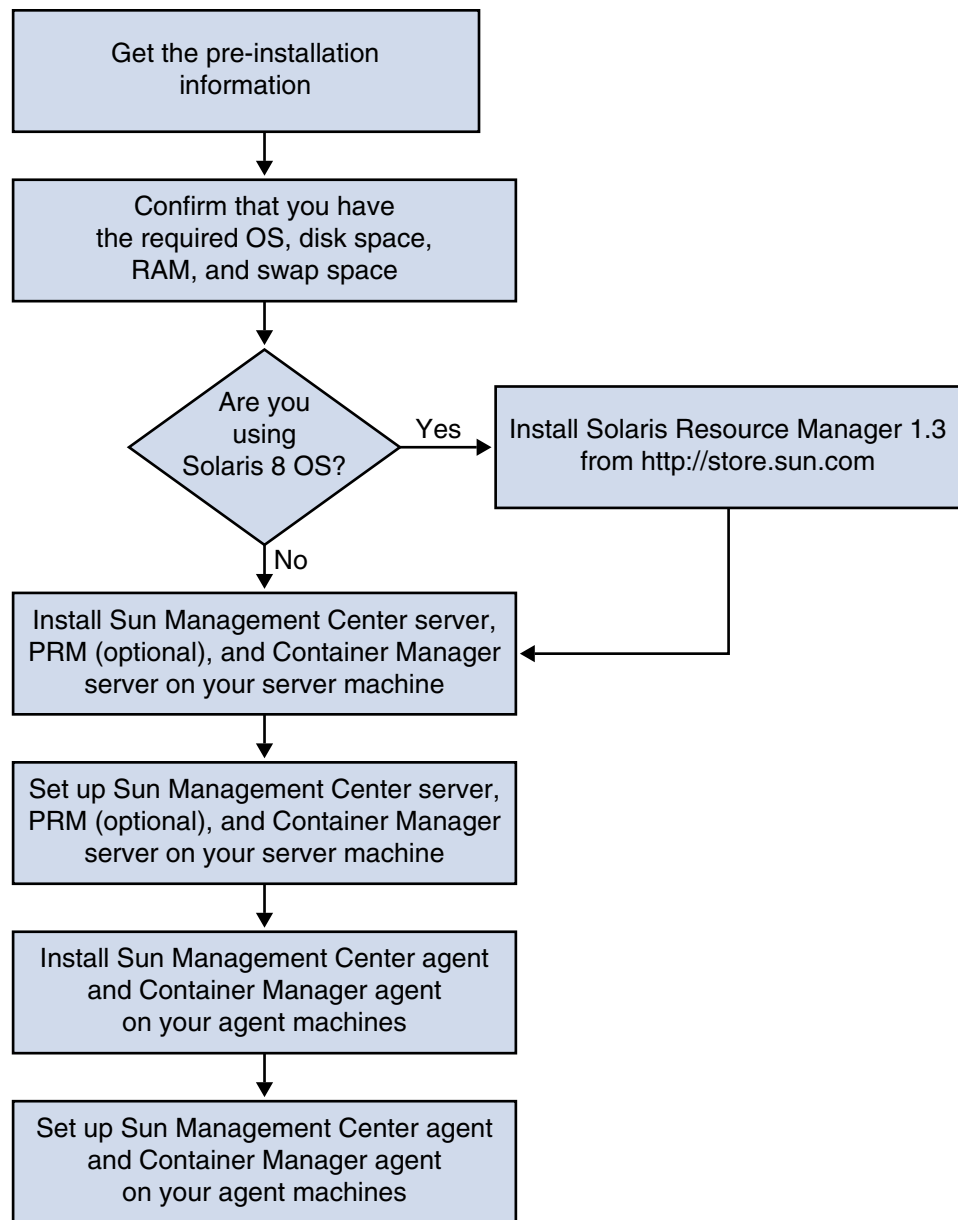 Get the pre-installation
information
Confirm that you have
the required OS, disk space,
RAM, and swap space
Are you
using
Solaris 8 OS?
Yes
Install Solaris Resource Manager 1.3
from http://store.sun.com
No
Install Sun Management Center server,
PRM (optional), and Container Manager
server on your server machine
Set up Sun Management Center server,
PRM (optional), and Container Manager
server on your server machine
Install Sun Management Center agent
and Container Manager agent
on your agent machines
Set up Sun Management Center agent
and Container Manager agent
on your agent machines